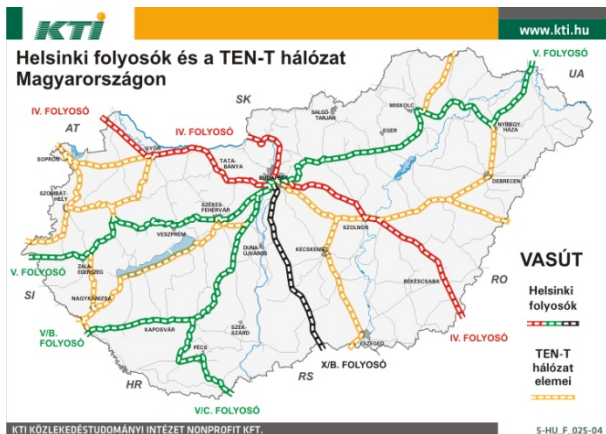 KTI
www.kti.hu
Helsinki folyosók és a TEN-T hálózat
Magyarországon
V. FOLYOSÓ
UA
SK
IV. FOLYOSÓ
IV. FOLYOSÓ
AT
SALGÓ-
TARJÁN
MISKOLC
EGER
NYÍREGY-
HÁZA
GYŐR
SOPRON
TATA-
BÁNYA
BUDAPEST
SZOMBAT-
HELY
DEBRECEN
SZÉKES-
FEHÉRVÁR
VESZPRÉM
SZOLNOK
DUNA-
ÚJVÁROS
KECSKEMÉT
V. FOLYOSÓ
ZALA-
EGERSZEG
SI
NAGYKANIZSA
BÉKÉSCSABA
RO
VASÚT
Helsinki
folyosók
V/B.
FOLYOSÓ
KAPOSVÁR
SZEK-
SZÁRD
PÉCS
SZEGED
IV. FOLYOSÓ
X/B. FOLYOSÓ
RS
HR
V/C. FOLYOSÓ
TEN-T
hálózat
elemei
KTI KÖZLEKEDÉSTUDOMÁNYI INTÉZET NONPROFIT KFT.
S-HU_F_025-04